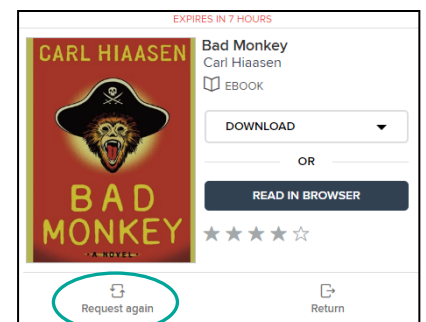 EXPIRES IN 7 HOURS
CARL HIAASEN
BAD
MONKEY
A NOVEL
Bad Monkey
Carl Hiaasen
EBOOK
DOWNLOAD
OR
READ IN BROWSER
Request again
Return